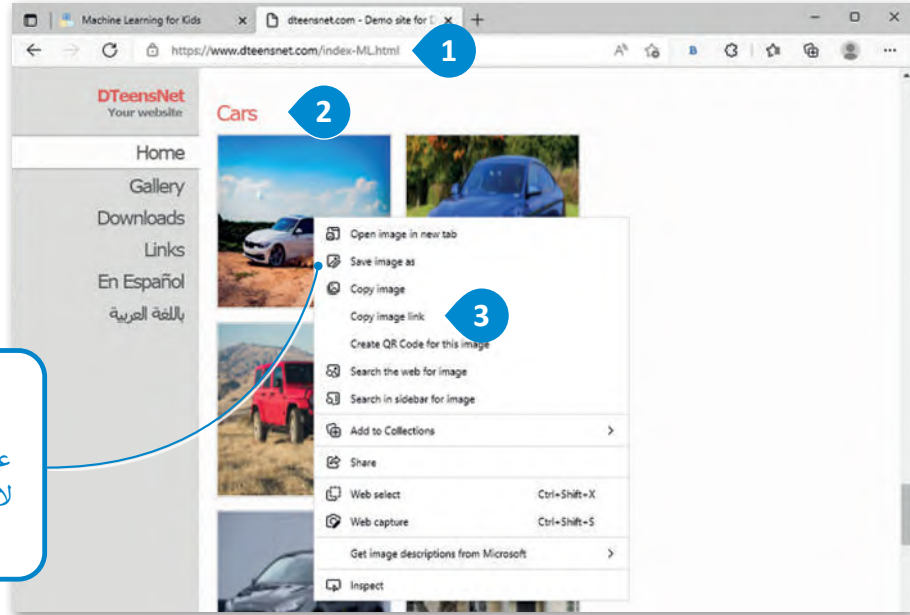 Machine Learning for Kids
dteensnet.com - Demo site for
https://www.dteensnet.com/index-ML.html
1
DTeensNet
Your website
Home
Gallery
Downloads
Links
En Español
باللغة العربية
Cars
2
Open image in new tab
Save image as
Copy image
Copy image link
3
Create QR Code for this image
Search the web for image
Search in sidebar for image
Add to Collections
Share
Web select Ctrl+Shift+X
Web capture Ctrl+Shift+S
Get image descriptions from Microsoft
Inspect